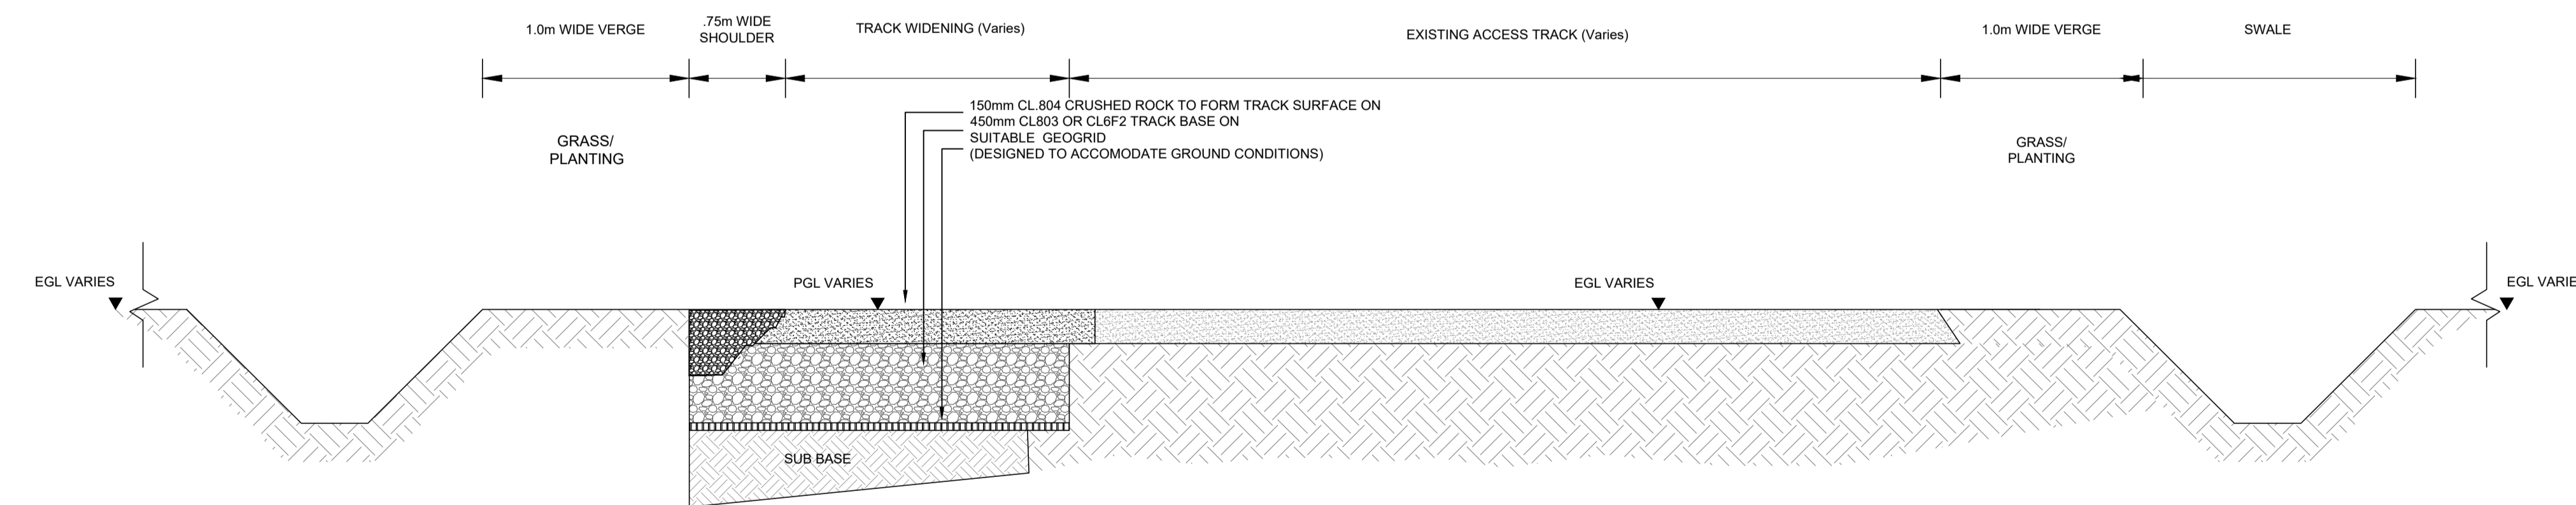 1.0m WIDE VERGE
.75m WIDE
SHOULDER
TRACK WIDENING (Varies)
EXISTING ACCESS TRACK (Varies)
1.0m WIDE VERGE
SWALE
150mm CL.804 CRUSHED ROCK TO FORM TRACK SURFACE ON
450mm CL803 OR CL6F2 TRACK BASE ON
SUITABLE GEOGRID
(DESIGNED TO ACCOMODATE GROUND CONDITIONS)
GRASS/
PLANTING
GRASS/
PLANTING
EGL VARIES
PGL VARIES
EGL VARIES
EGL VARIE
SUB BASE